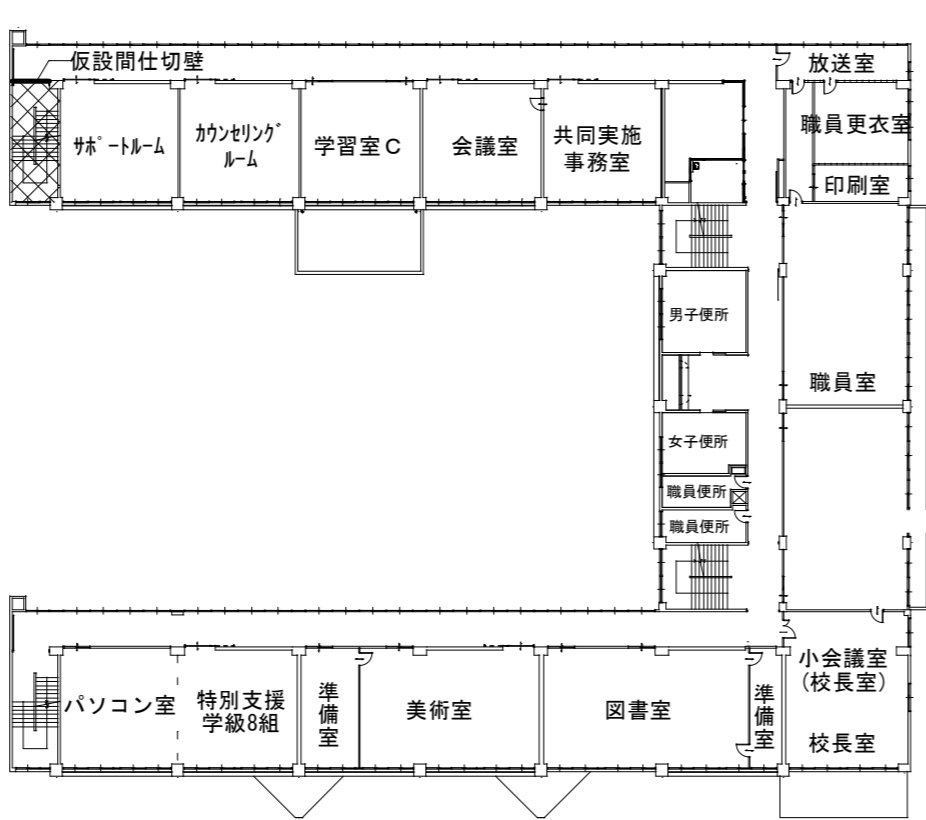 仮設間仕切壁
放送室
サポートルーム
カウンセリング
ルーム
学習室C
会議室
共同実施
事務室
職員更衣室
印刷室
男子便所
職員室
女子便所
職員便所
職員便所
パソコン室
特別支援
学級8組
準備室
美術室
図書室
準備室
小会議室
(校長室)
校長室